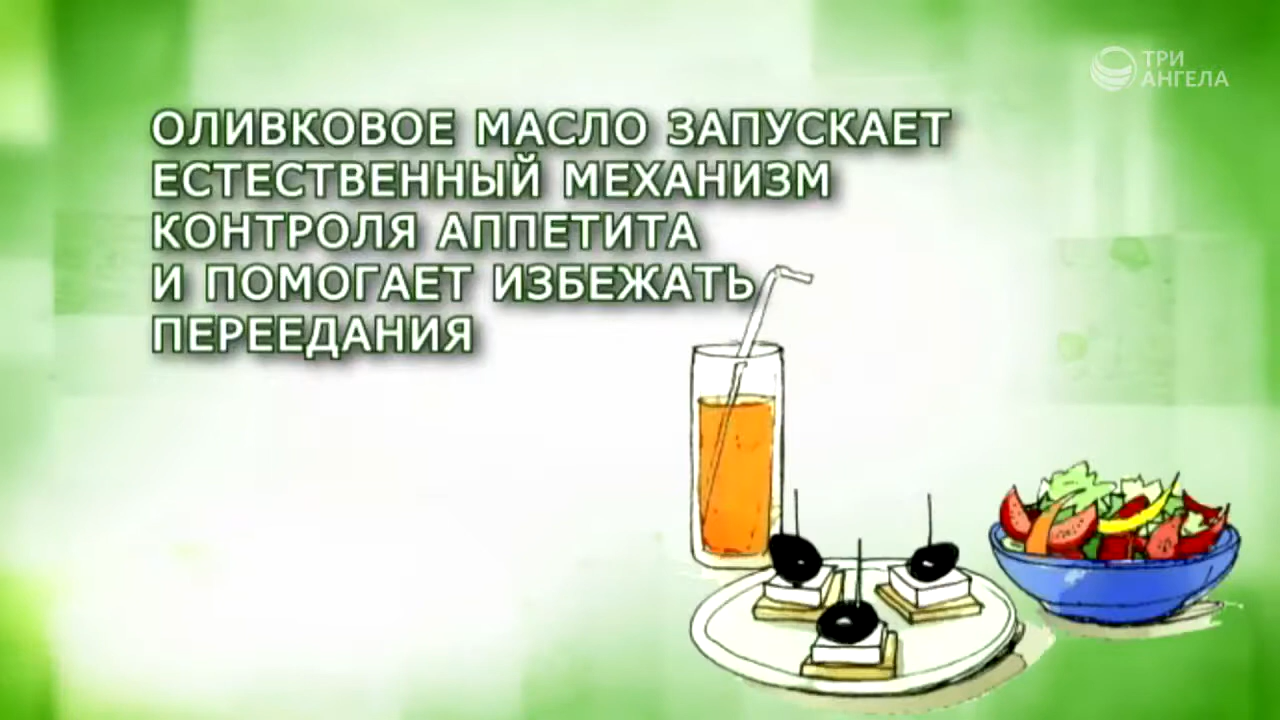 ТРИ
АНГЕЛА
ОЛИВКОВОЕ МАСЛО ЗАПУСКАЕТ
ЕСТЕСТВЕННЫЙ МЕХАНИЗМ
КОНТРОЛЯ АППЕТИТА
И ПОМОГАЕТ ИЗБЕЖАТЬ
ПЕРЕЕДАНИЯ